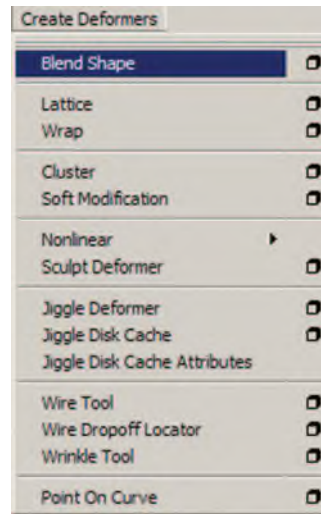 Create Deformers
Blend Shape
Lattice
Wrap
Cluster
Soft Modification
Nonlinear
Sculpt Deformer
Jiggle Deformer
Jiggle Disk Cache
Jiggle Disk Cache Attributes
Wire Tool
Wire Dropoff Locator
Wrinkle Tool
Point On Curve